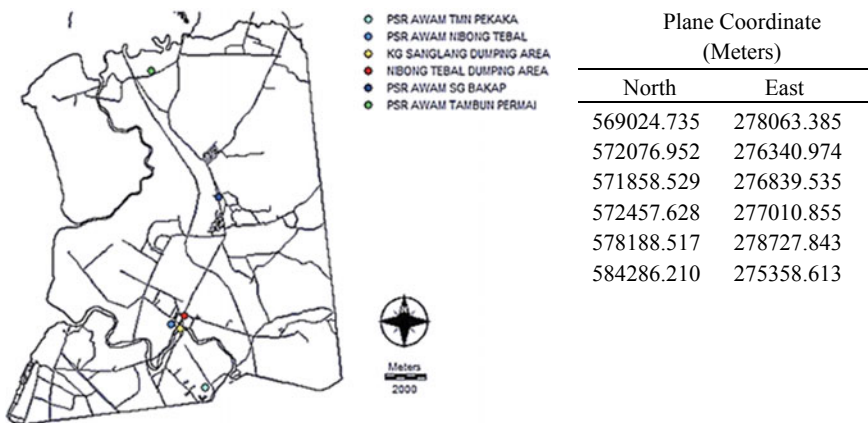 PSR AWAM TMN PEKAKA
PSR AWAM NIBONG TEBAL
KG SANGLANG DUMPING AREA
NIBONG TEBAL DUMPING AREA
PSR AWAM SG BAKAP
PSR AWAM TAMBUN PERMAI
Meters
2000
Plane Coordinate
(Meters)
North East
569024.735 278063.385
572076.952 276340.974
571858.529 276839.535
572457.628 277010.855
578188.517 278727.843
584286.210 275358.613